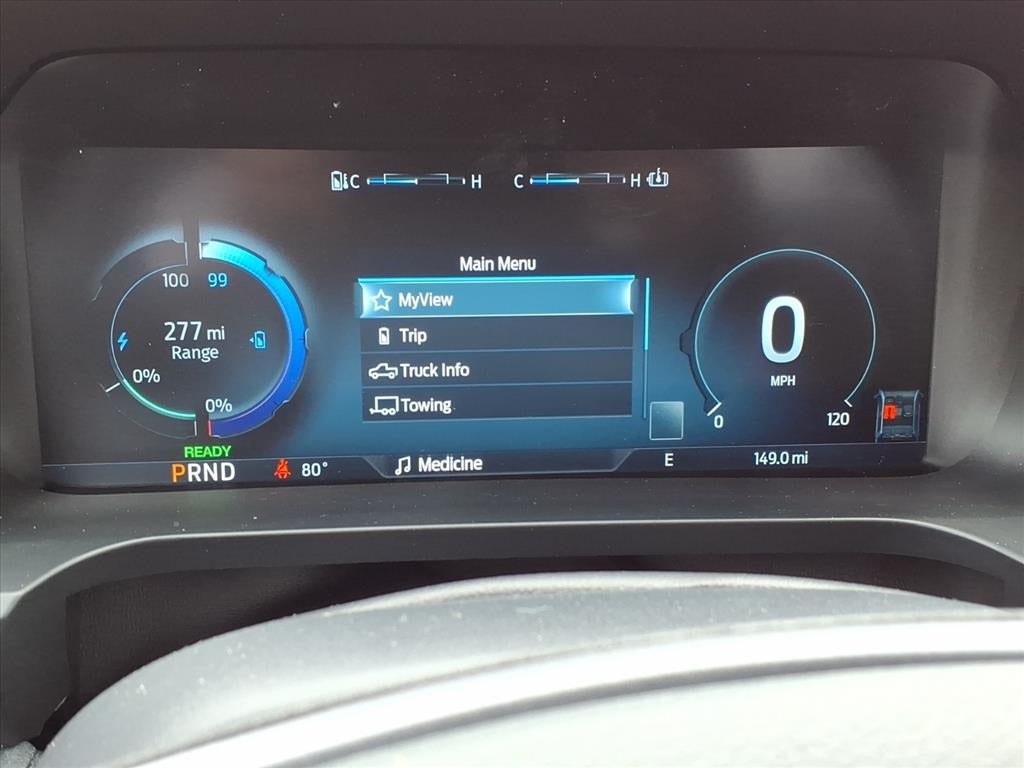 C H C H
Main Menu
MyView
Trip
Truck Info
Towing
100 99
277 mi
Range
0%
0%
0
MPH
0 120
READY
PRND 80° Medicine E 149.0 mi